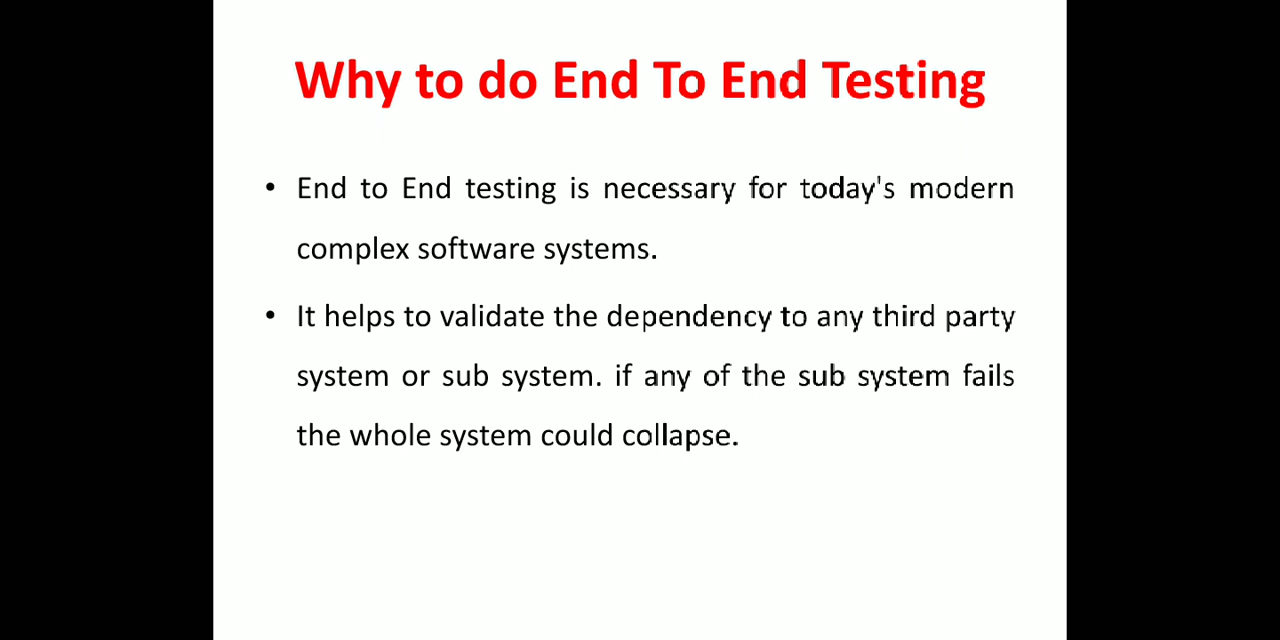 Why to do End To End Testing
• End to End testing is necessary for today's modern
complex software systems.
• It helps to validate the dependency to any third party
system or sub system. if any of the sub system fails
the whole system could collapse.